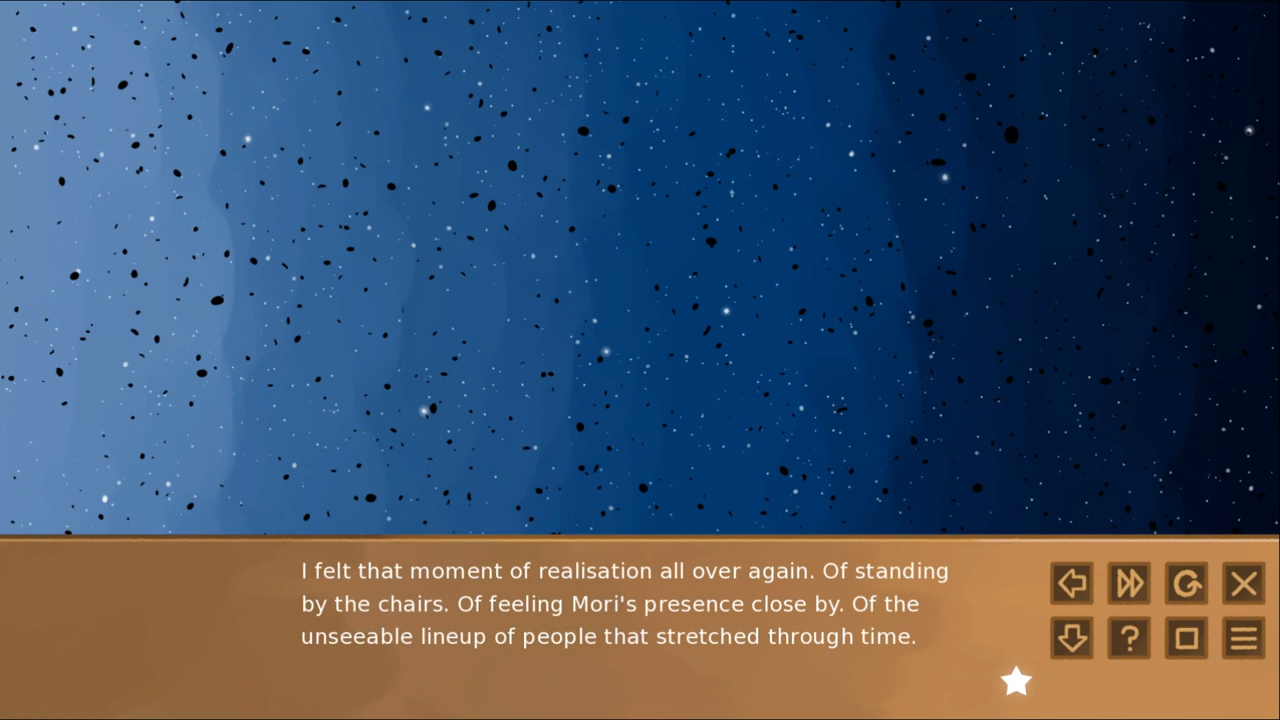 I felt that moment of realisation all over again. Of standing
by the chairs. Of feeling Mori's presence close by. Of the
unseeable lineup of people that stretched through time.
?